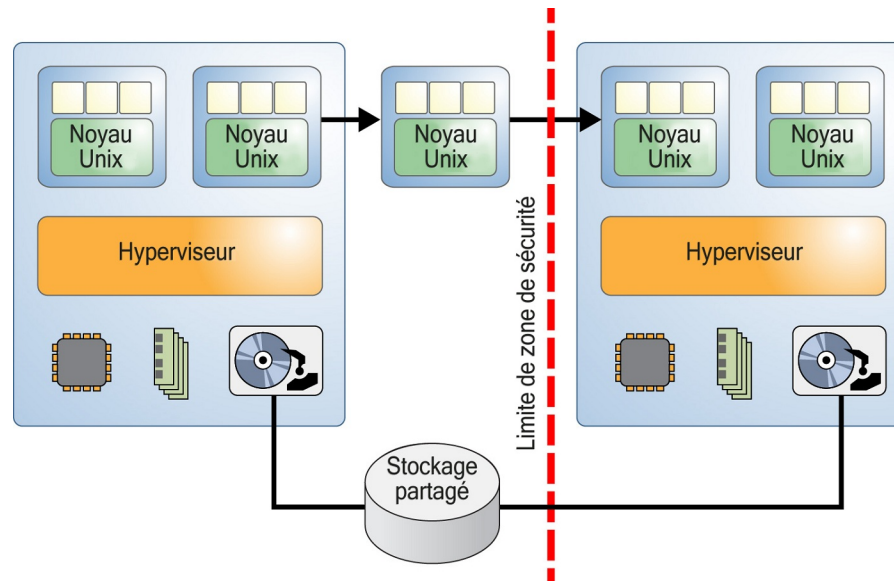 Noyau
Unix
Noyau
Unix
Noyau
Unix
Noyau
Unix
Noyau
Unix
Hyperviseur
Hyperviseur
Limite de zone de sécurité
Stockage
partagé